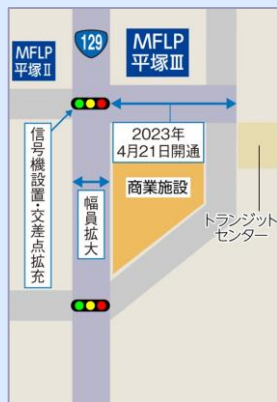 MFLP
平塚Ⅱ
129
MFLP
平塚Ⅲ
2023年
4月21日開通
信号機設置・交差点拡充
幅員拡大
商業施設
トランジット
センター